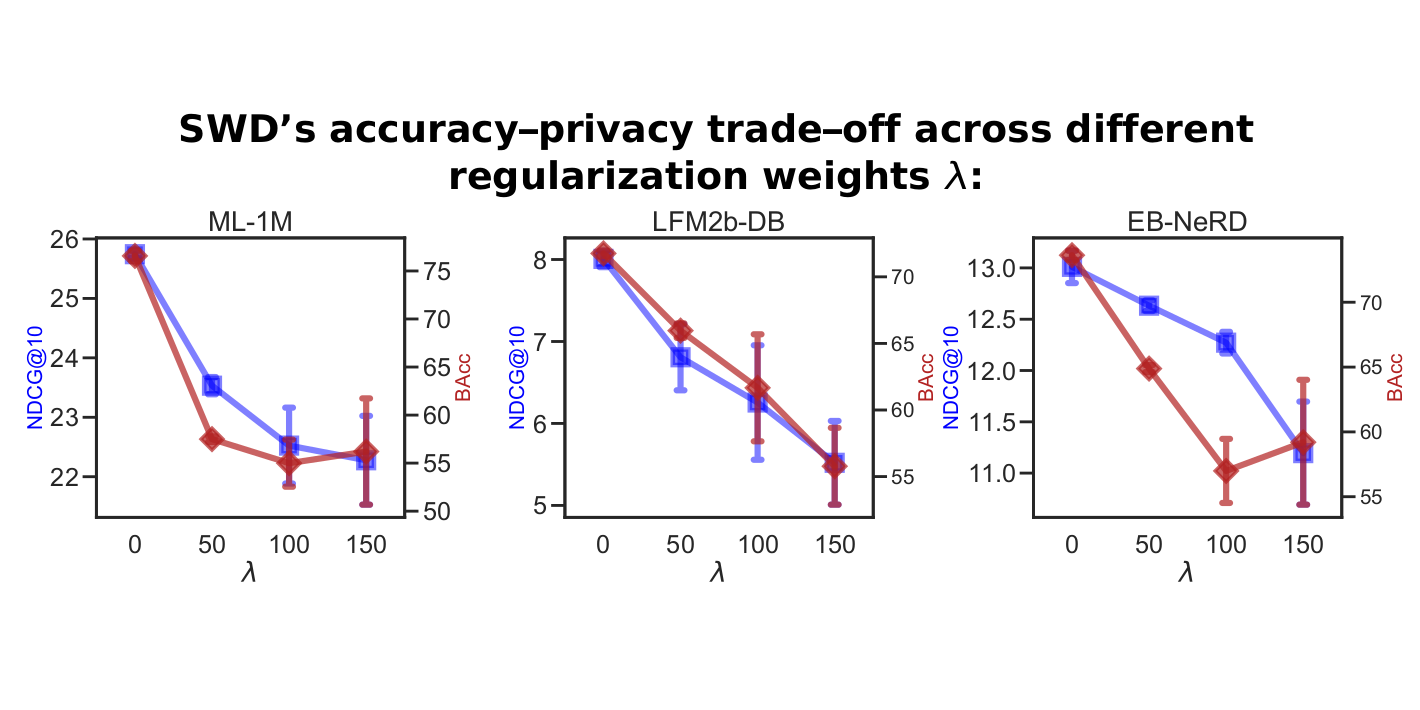 SWD’s accuracy–privacy trade–off across different
regularization weights λ:
ML-1M
26
25
24
23
22
NDCG@10
75
70
65
60
55
50
BAcc
0 50 100 150
λ
LFM2b-DB
8
7
6
5
NDCG@10
70
65
60
55
BAcc
0 50 100 150
λ
EB-NeRD
13.0
12.5
12.0
11.5
11.0
NDCG@10
70
65
60
55
BAcc
0 50 100 150
λ